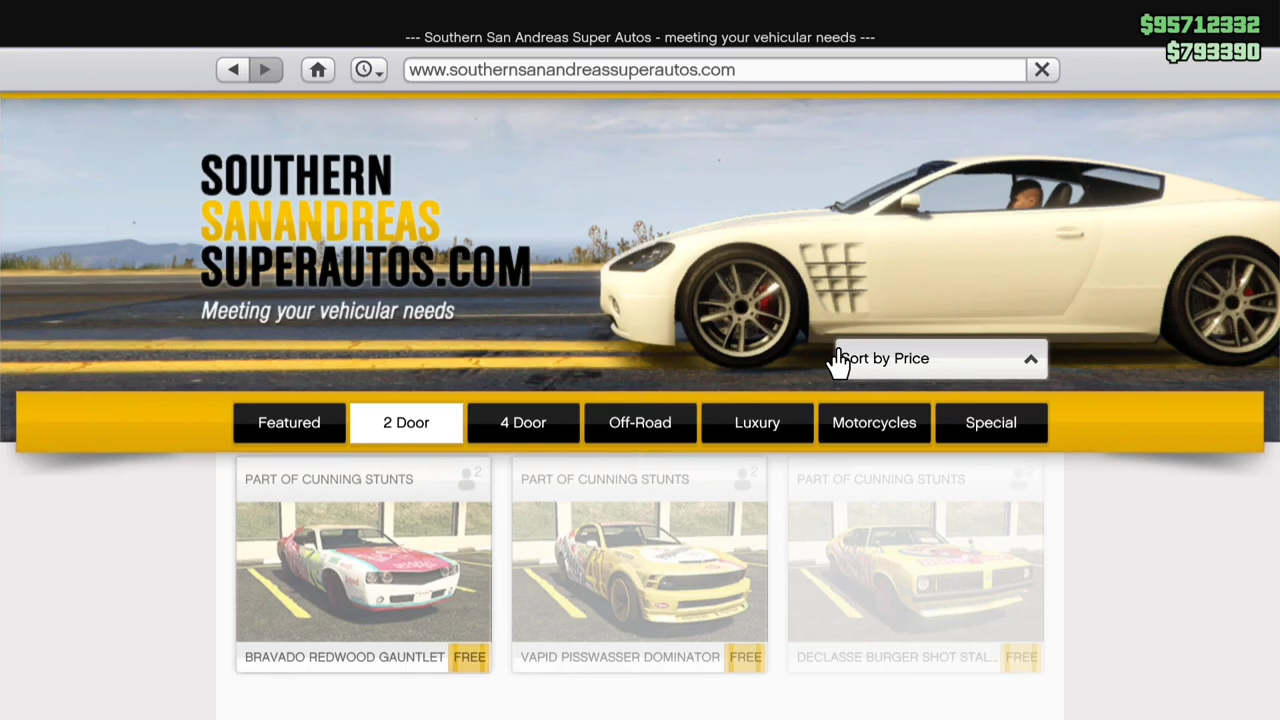 $95712332
--- Southern San Andreas Super Autos - meeting your vehicular needs ---
$793390
www.southernsanandreassuperautos.com
SOUTHERN
SANANDREAS
SUPERAUTOS.COM
Meeting your vehicular needs
Sort by Price
Featured
2 Door
4 Door
Off-Road
Luxury
Motorcycles
Special
PART OF CUNNING STUNTS
2
PART OF CUNNING STUNTS
2
PART OF CUNNING STUNTS
2
BRAVADO REDWOOD GAUNTLET
FREE
VAPID PISSWASSER DOMINATOR
FREE
DECLASSE BURGER SHOT STAL...
FREE